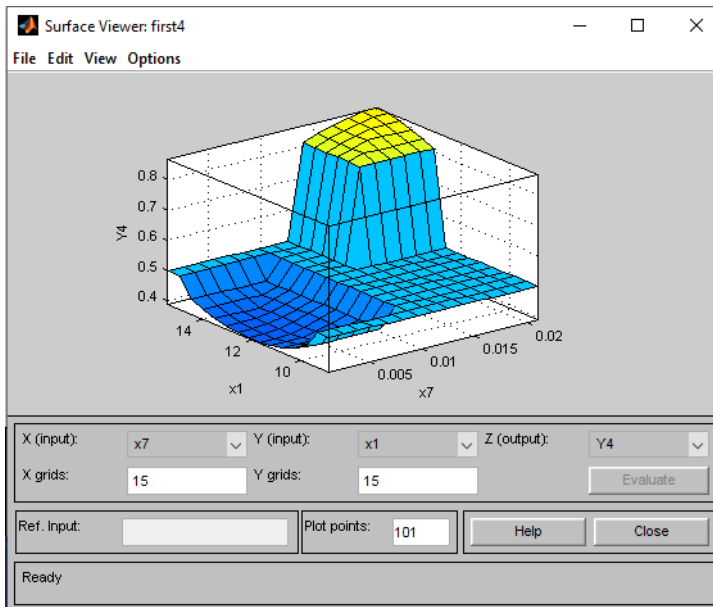 Surface Viewer: first4
File Edit View Options
0.8
0.7
0.6
0.5
0.4
Y4
14
12
10
x1
0.005
0.01
0.015
0.02
x7
X (input): x7 Y (input): x1 Z (output): Y4
X grids: 15 Y grids: 15 Evaluate
Ref. Input: Plot points: 101 Help Close
Ready